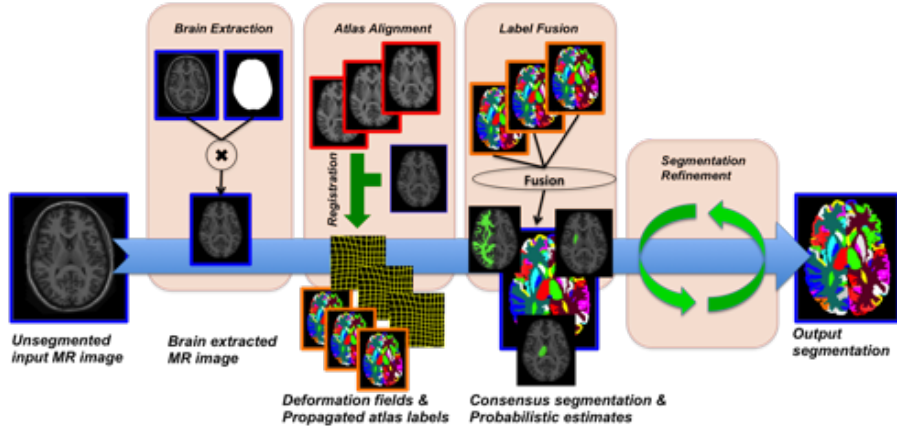 Brain Extraction
Atlas Alignment
Label Fusion
Registration
Fusion
Segmentation
Refinement
Unsegmented
input MR image
Brain extracted
MR image
Deformation fields &
Propagated atlas labels
Consensus segmentation &
Probabilistic estimates
Output
segmentation